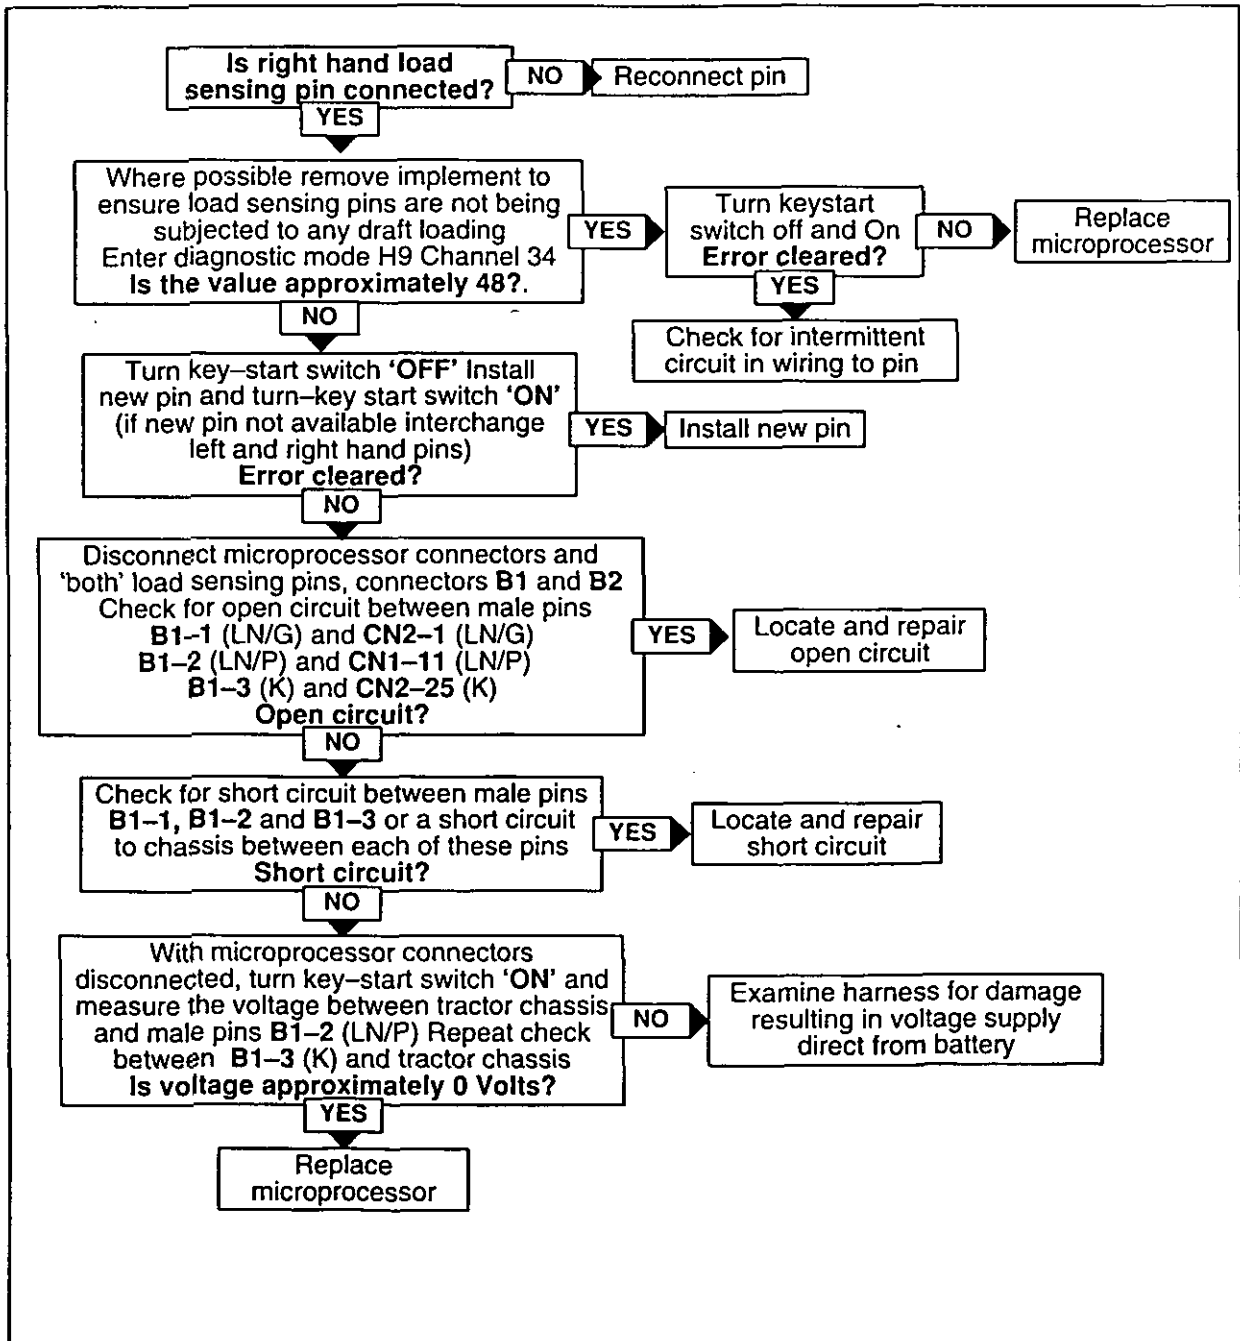 Is right hand load
sensing pin connected?
NO
Reconnect pin
YES
Where possible remove implement to
ensure load sensing pins are not being
subjected to any draft loading
Enter diagnostic mode H9 Channel 34
Is the value approximately 48?.
YES
Turn keystart
switch off and On
Error cleared?
NO
Replace
microprocessor
YES
Check for intermittent
circuit in wiring to pin
NO
Turn key–start switch ‘OFF’ Install
new pin and turn–key start switch ‘ON’
(if new pin not available interchange
left and right hand pins)
Error cleared?
YES
Install new pin
NO
Disconnect microprocessor connectors and
‘both’ load sensing pins, connectors B1 and B2
Check for open circuit between male pins
B1–1 (LN/G) and CN2–1 (LN/G)
B1–2 (LN/P) and CN1–11 (LN/P)
B1–3 (K) and CN2–25 (K)
Open circuit?
YES
Locate and repair
open circuit
NO
Check for short circuit between male pins
B1–1, B1–2 and B1–3 or a short circuit
to chassis between each of these pins
Short circuit?
YES
Locate and repair
short circuit
NO
With microprocessor connectors
disconnected, turn key–start switch ‘ON’ and
measure the voltage between tractor chassis
and male pins B1–2 (LN/P) Repeat check
between B1–3 (K) and tractor chassis
Is voltage approximately 0 Volts?
NO
Examine harness for damage
resulting in voltage supply
direct from battery
YES
Replace
microprocessor